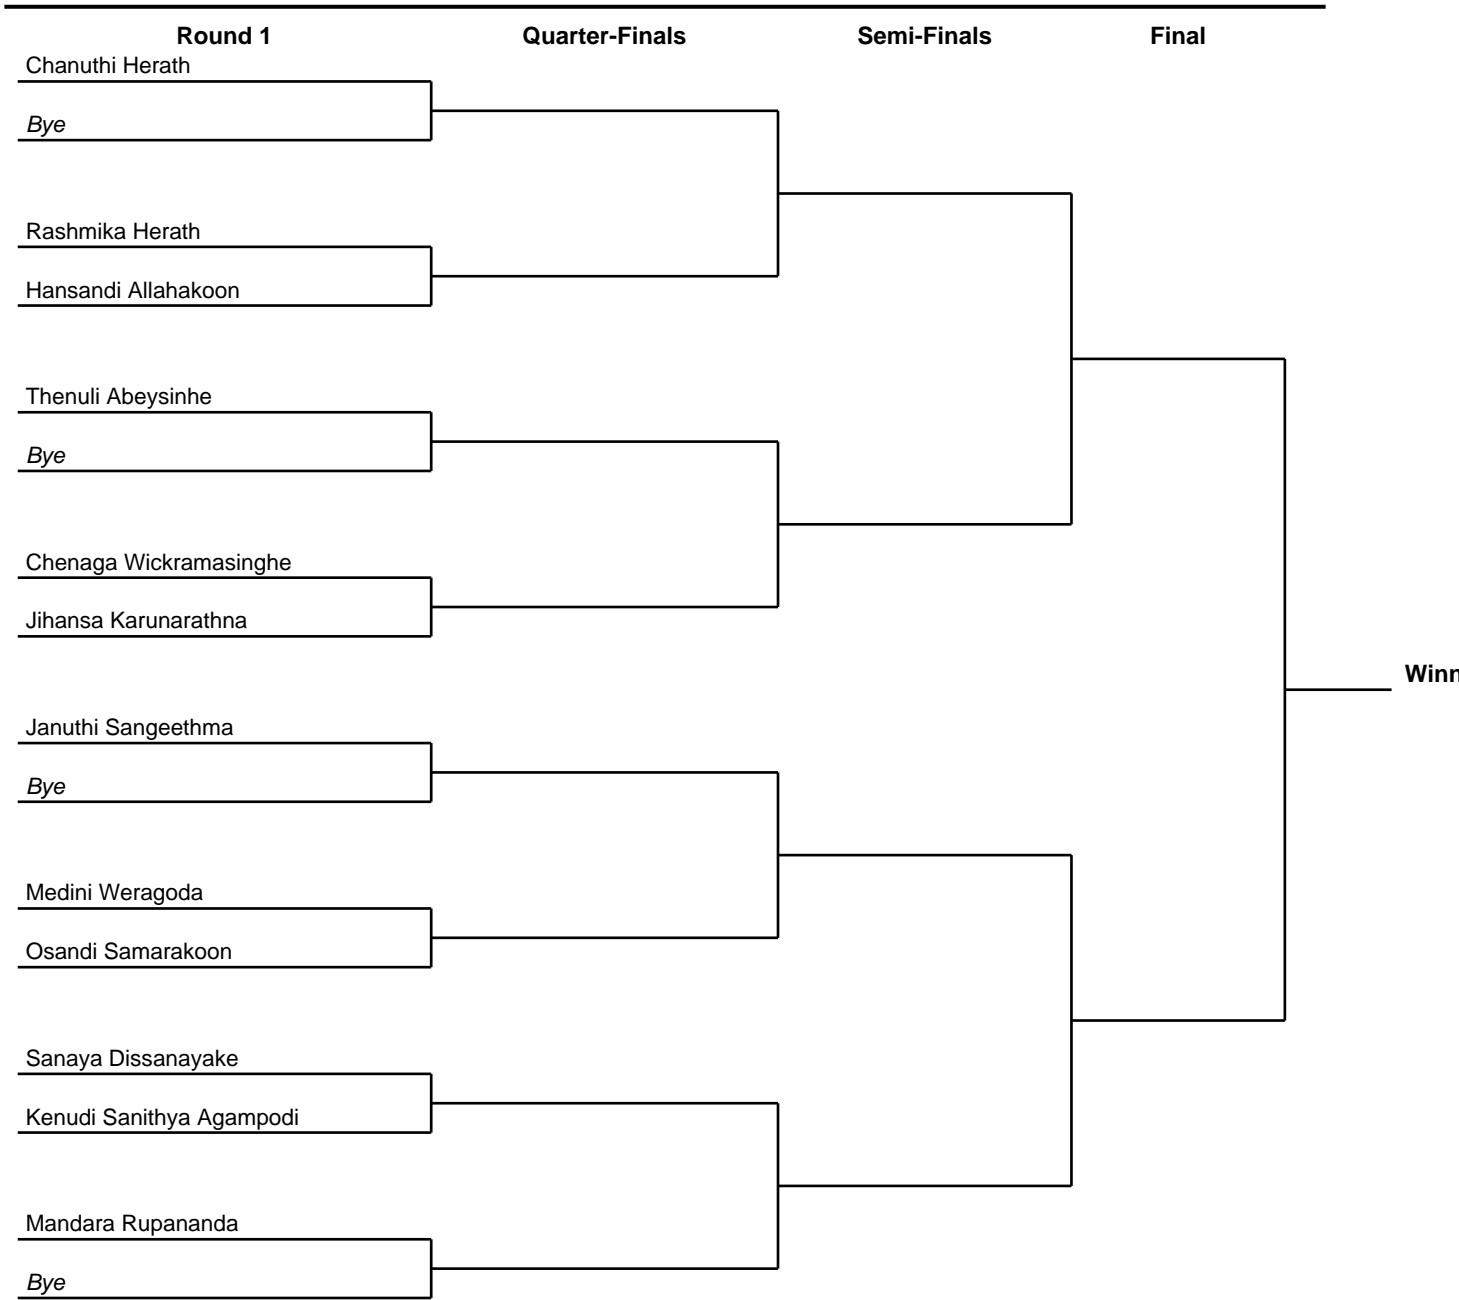 Round 1 Quarter-Finals Semi-Finals Final
Chanuthi Herath
Bye
Rashmika Herath
Hansandi Allahakoon
Thenuli Abeysinhe
Bye
Chenaga Wickramasinghe
Jihansa Karunarathna
Winn
Januthi Sangeethma
Bye
Medini Weragoda
Osandi Samarakoon
Sanaya Dissanayake
Kenudi Sanithya Agampodi
Mandara Rupananda
Bye